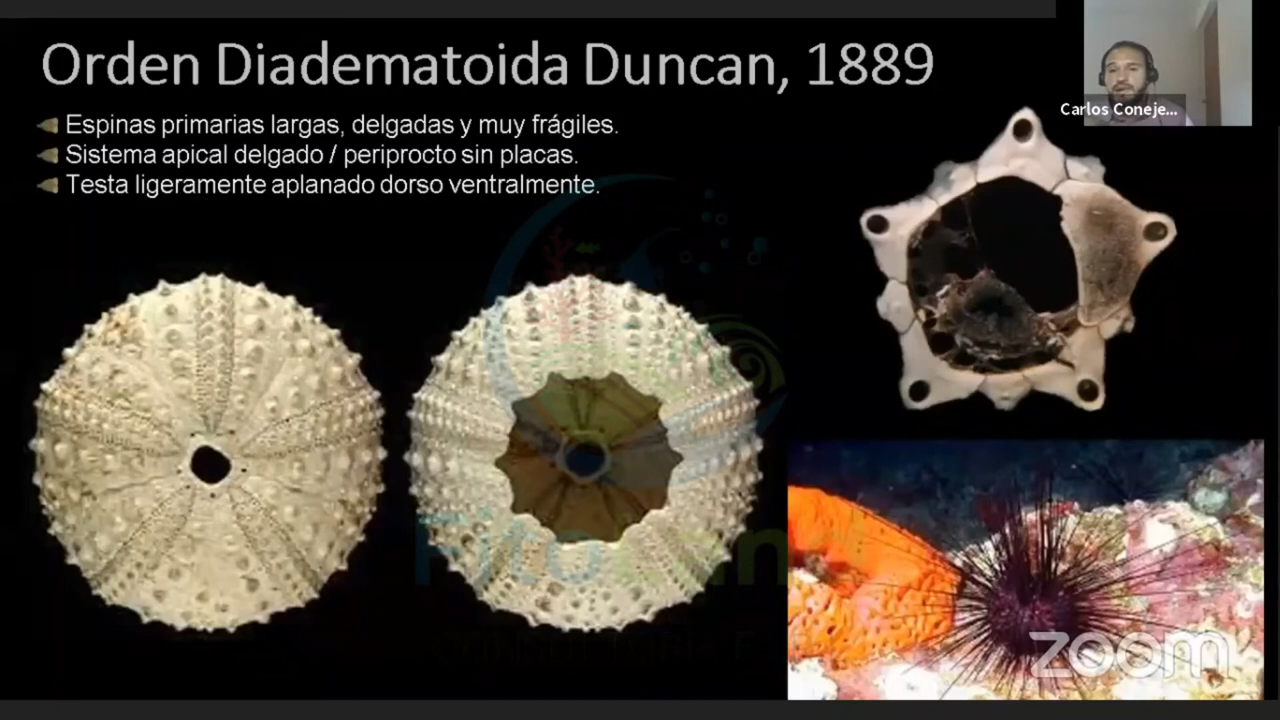 Orden Diadematoida Duncan, 1889
Espinas primarias largas, delgadas y muy frágiles.
Sistema apical delgado / periprocto sin placas.
Testa ligeramente aplanado dorso ventralmente.
Carlos Coneje...
zoom